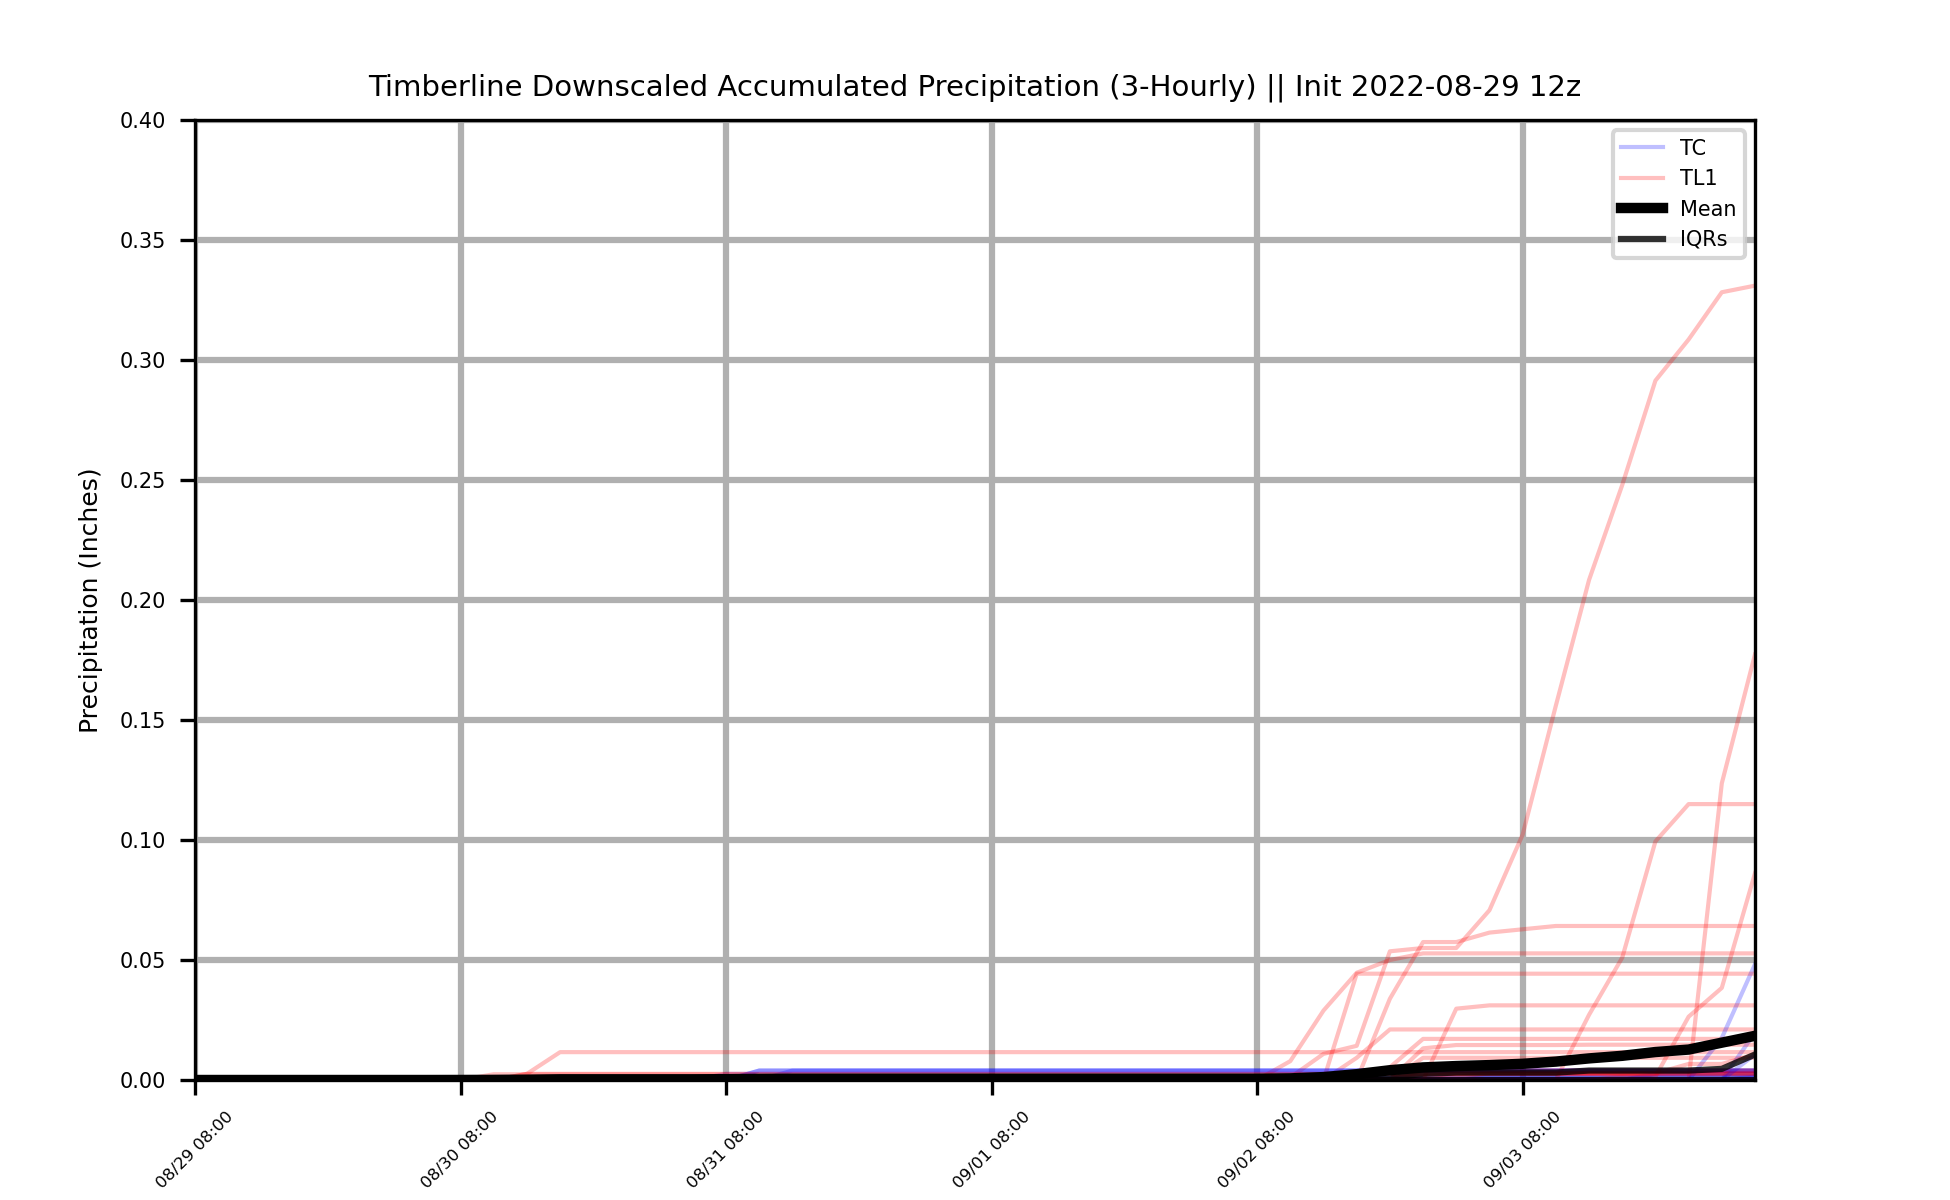 Timberline Downscaled Accumulated Precipitation (3-Hourly) || Init 2022-08-29 12z
Precipitation (Inches)
0.40
0.35
0.30
0.25
0.20
0.15
0.10
0.05
0.00
TC
TL1
Mean
IQRs
08/29 08:00
08/30 08:00
08/31 08:00
09/01 08:00
09/02 08:00
09/03 08:00